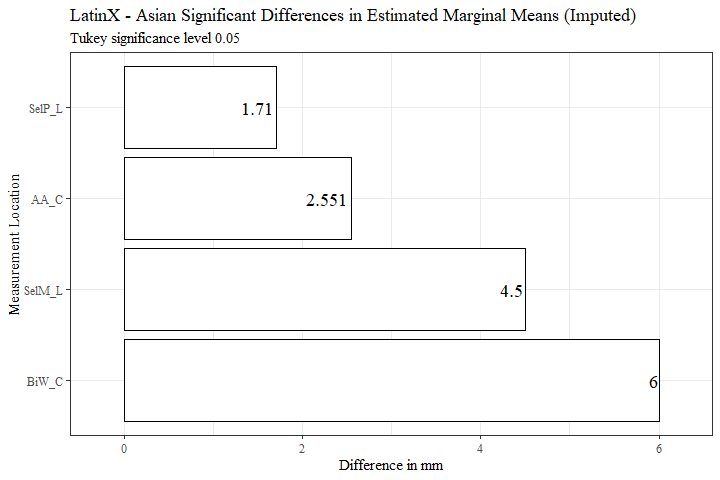 LatinX - Asian Significant Differences in Estimated Marginal Means (Imputed)
Tukey significance level 0.05
Measurement Location
SelP_L
1.71
AA_C
2.551
SelM_L
4.5
BiW_C
6
0 2 4 6
Difference in mm